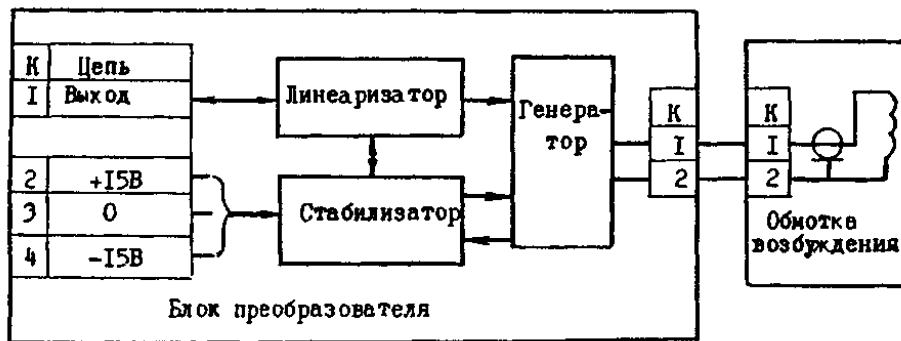 К Цепь
I Выход
2 +I5В
3 0
4 -I5В
Линеаризатор
Стабилизатор
Генера-
тор
К
I
2
К
I
2
Обмотка
возбуждения
Блок преобразователя